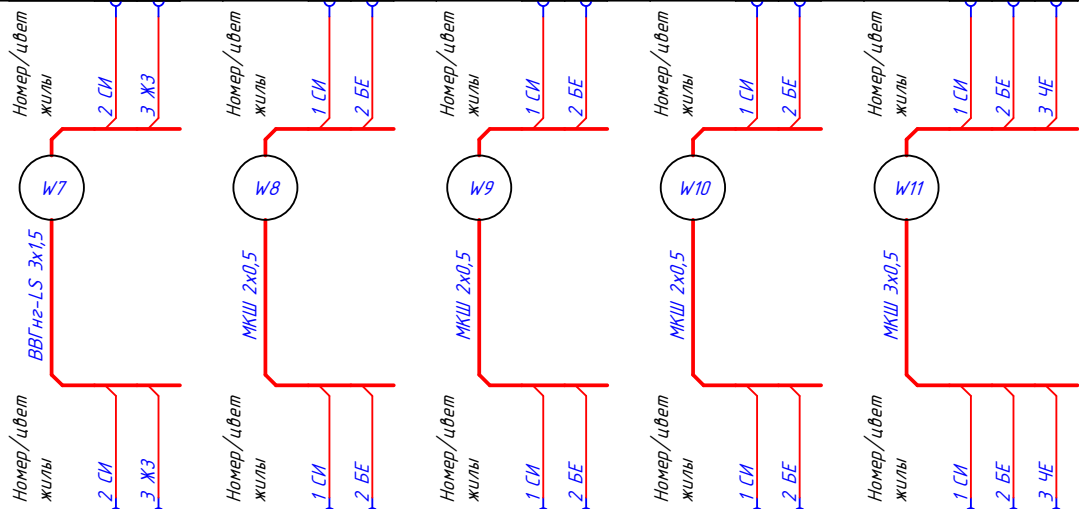 Номер/цвет
жилы
2 СИ
3 ЖЗ
Номер/цвет
жилы
1 СИ
2 БЕ
Номер/цвет
жилы
1 СИ
2 БЕ
Номер/цвет
жилы
1 СИ
2 БЕ
Номер/цвет
жилы
1 СИ
2 БЕ
3 ЧЕ
W7
W8
W9
W10
W11
ВВГнг-LS 3х1,5
МКШ 2х0,5
МКШ 2х0,5
МКШ 2х0,5
МКШ 3х0,5
Номер/цвет
жилы
2 СИ
3 ЖЗ
Номер/цвет
жилы
1 СИ
2 БЕ
Номер/цвет
жилы
1 СИ
2 БЕ
Номер/цвет
жилы
1 СИ
2 БЕ
Номер/цвет
жилы
1 СИ
2 БЕ
3 ЧЕ